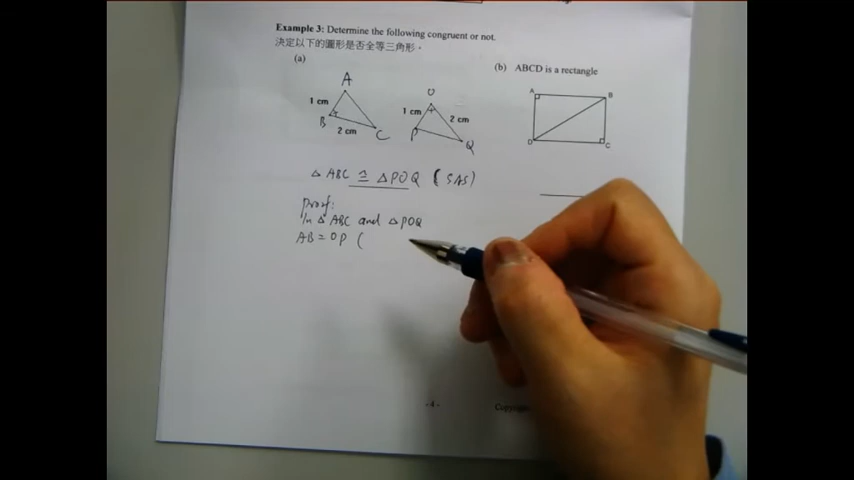 Example 3: Determine the following congruent or not.
決定以下的圖形是否全等三角形。
(a)
(b) ABCD is a rectangle
A
1 cm
B
2 cm
C
O
1 cm
2 cm
P
Q
A
B
D
C
△ ABC ≅ △ POQ (SAS)
Proof:
In △ ABC and △ POQ
AB = OP (
- 4 -